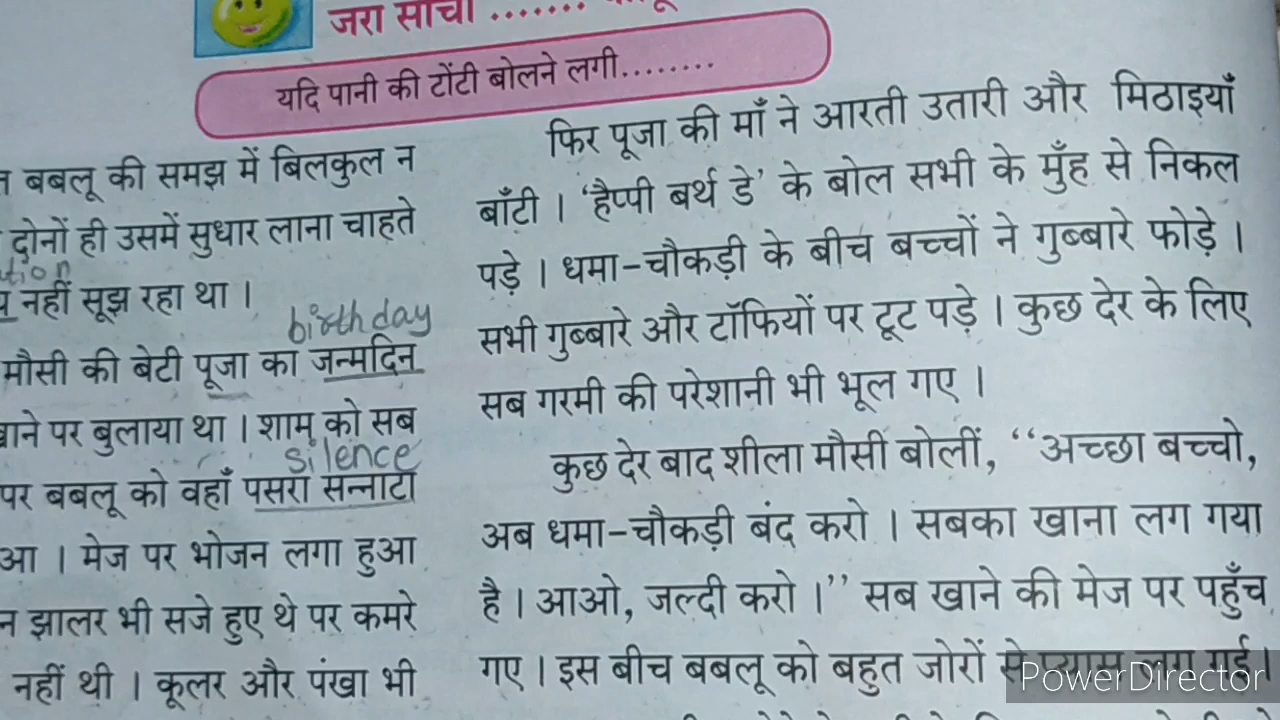 जरा सोचो .......
यदि पानी की टोंटी बोलने लगी........
बबलू की समझ में बिलकुल न
दोनों ही उसमें सुधार लाना चाहते
नहीं सूझ रहा था ।
birthday
मौसी की बेटी पूजा का जन्मदिन
पर बुलाया था । शाम को सब
silence
पर बबलू को वहाँ पसरा सन्नाटा
। मेज पर भोजन लगा हुआ
झालर भी सजे हुए थे पर कमरे
नहीं थी । कूलर और पंखा भी
फिर पूजा की माँ ने आरती उतारी और मिठाइयाँ
बाँटी । ‘हैप्पी बर्थ डे’ के बोल सभी के मुँह से निकल
पड़े । धमा-चौकड़ी के बीच बच्चों ने गुब्बारे फोड़े ।
सभी गुब्बारे और टॉफियों पर टूट पड़े । कुछ देर के लिए
सब गरमी की परेशानी भी भूल गए ।
कुछ देर बाद शीला मौसी बोलीं, ‘‘अच्छा बच्चो,
अब धमा-चौकड़ी बंद करो । सबका खाना लग गया
है । आओ, जल्दी करो ।’’ सब खाने की मेज पर पहुँच
गए । इस बीच बबलू को बहुत जोरों से प्यास लग गई ।
PowerDirector